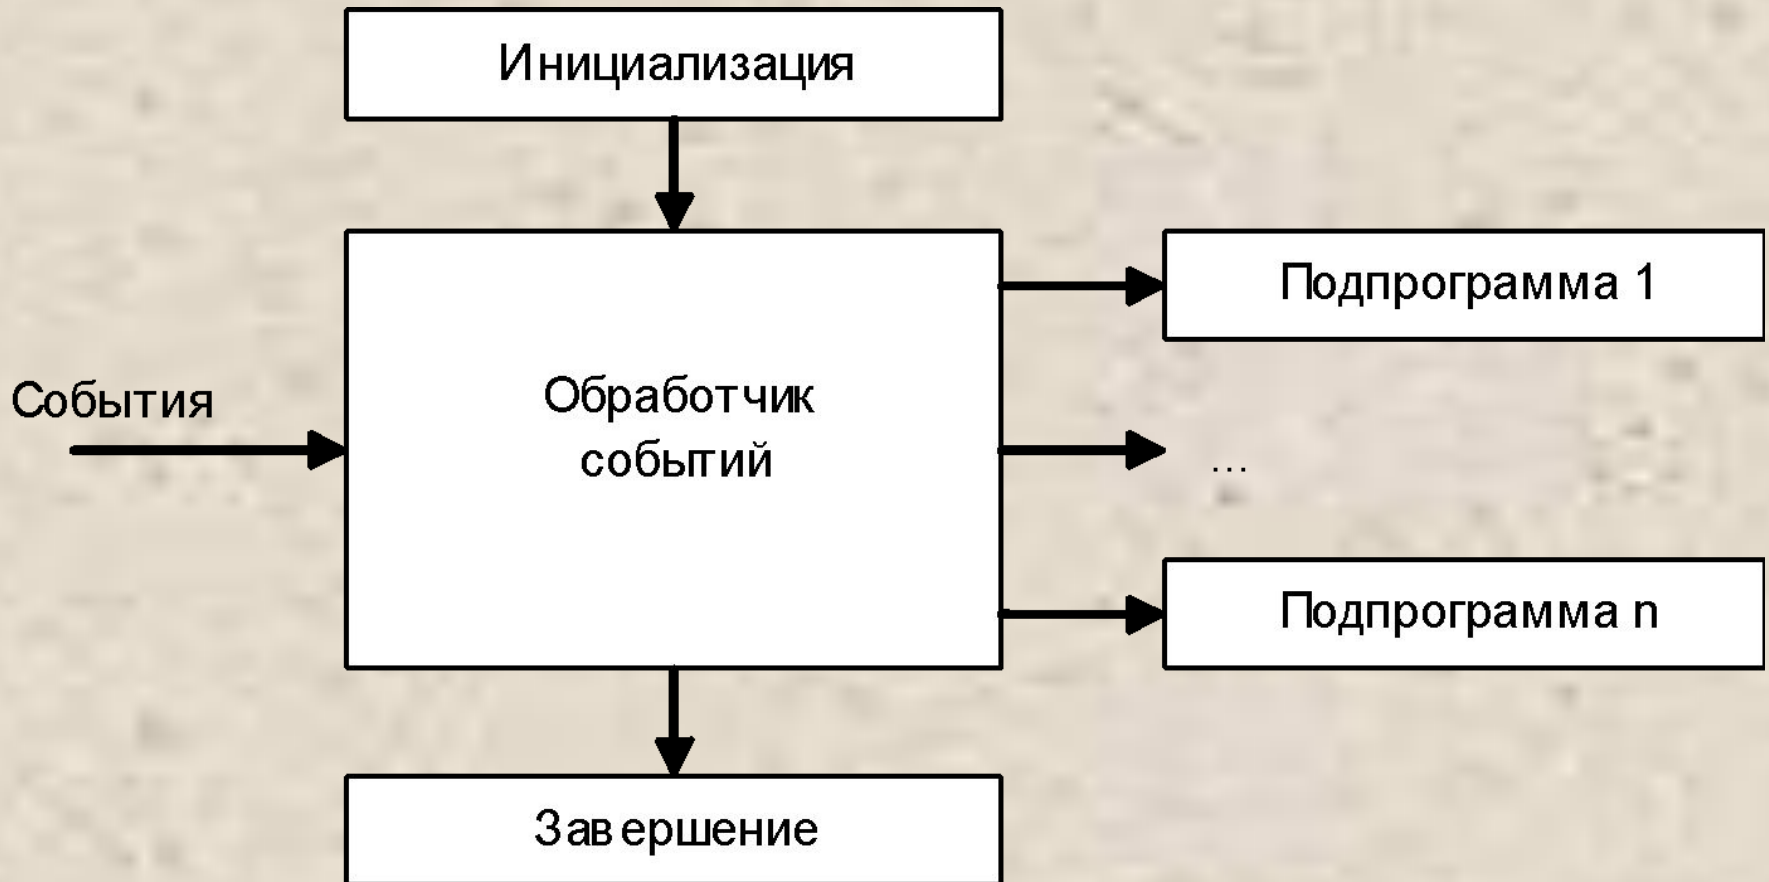 Инициализация
Подпрограмма 1
События
Обработчик
событий
...
Подпрограмма n
Завершение